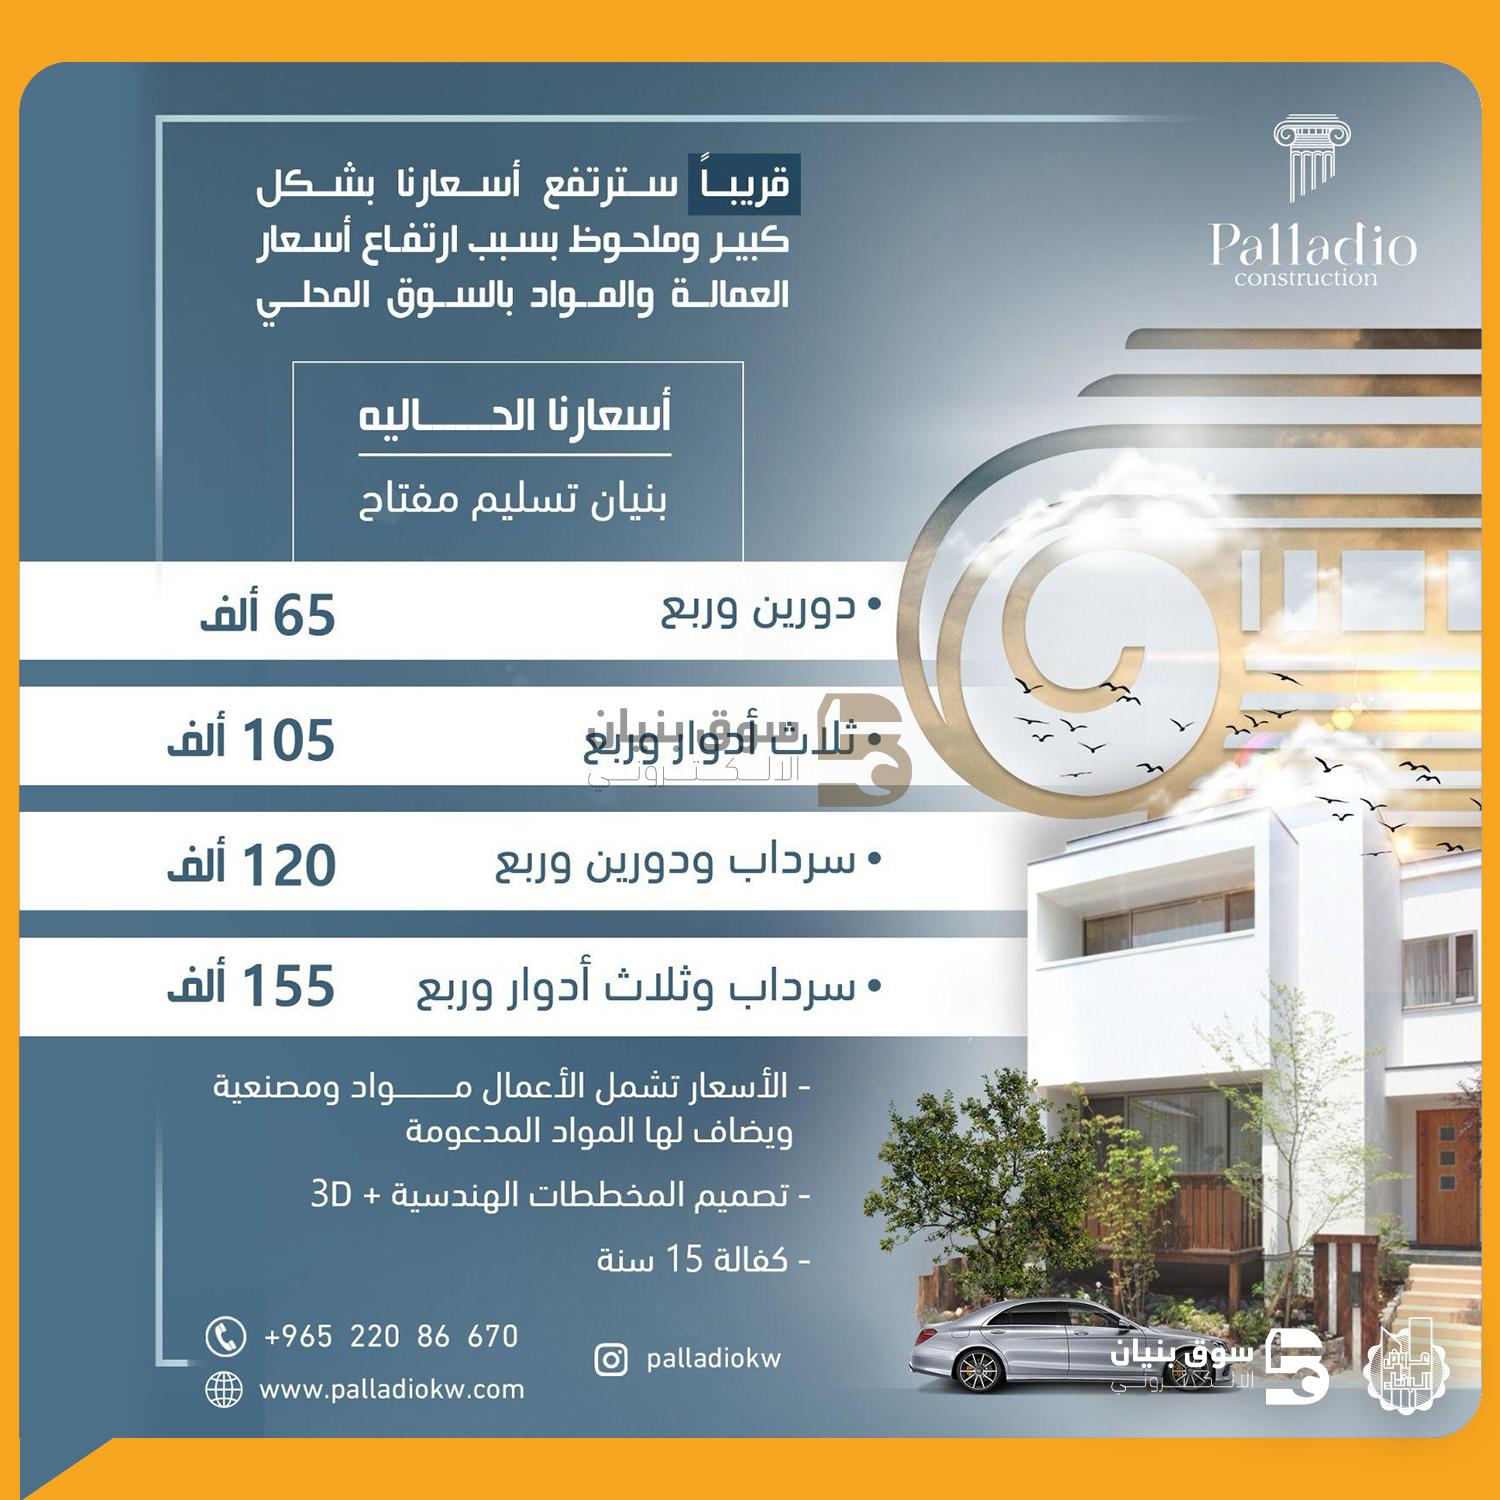 Palladio
construction
قريباً سترتفع أسعارنا بشكل
كبير وملحوظ بسبب ارتفاع أسعار
العمالة والمواد بالسوق المحلي
أسعارنا الحاليه
بنيان تسليم مفتاح
• دورين وربع 65 ألف
• ثلاث أدوار وربع 105 ألف
سوق بنيان
الالكتروني
• سرداب ودورين وربع 120 ألف
• سرداب وثلاث أدوار وربع 155 ألف
- الأسعار تشمل الأعمال مواد ومصنعية
ويضاف لها المواد المدعومة
- تصميم المخططات الهندسية + 3D
- كفالة 15 سنة
+965 220 86 670
palladiokw
www.palladiokw.com
سوق بنيان
الالكتروني